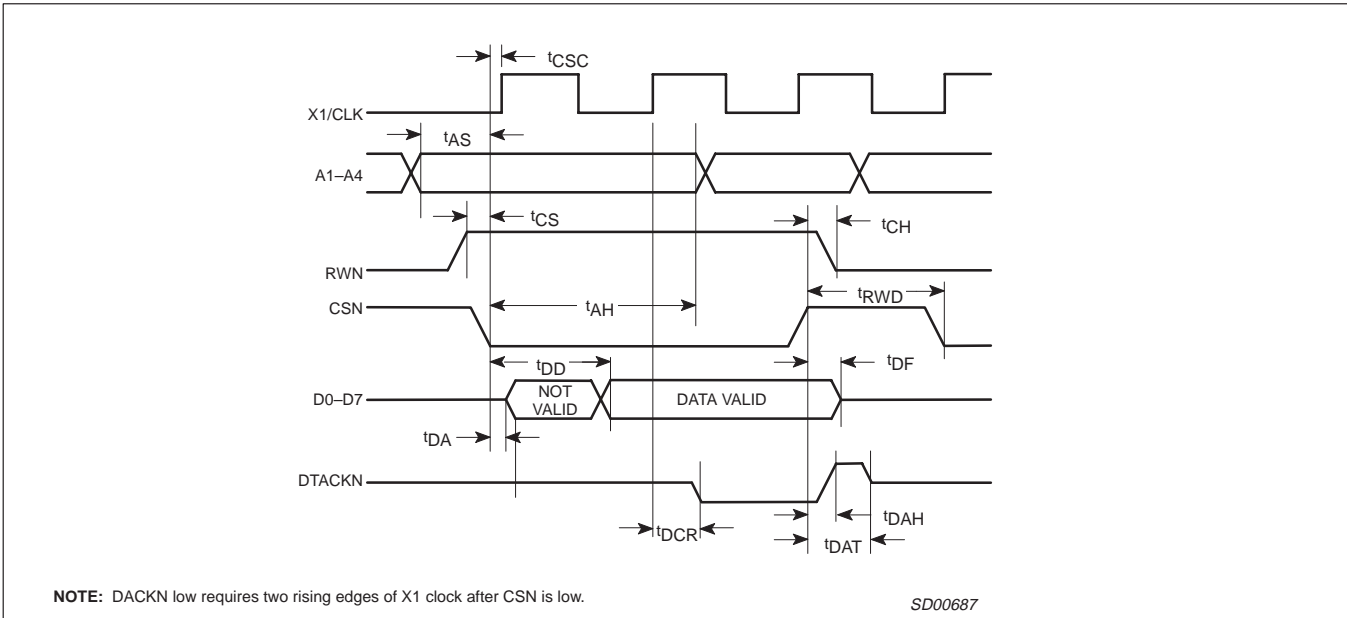 tCSC
X1/CLK
tAS
A1–A4
tCS
tCH
RWN
tRWD
CSN
tAH
tDD
tDF
D0–D7
NOT
VALID
DATA VALID
tDA
DTACKN
tDCR
tDAH
tDAT
NOTE: DACKN low requires two rising edges of X1 clock after CSN is low.
SD00687